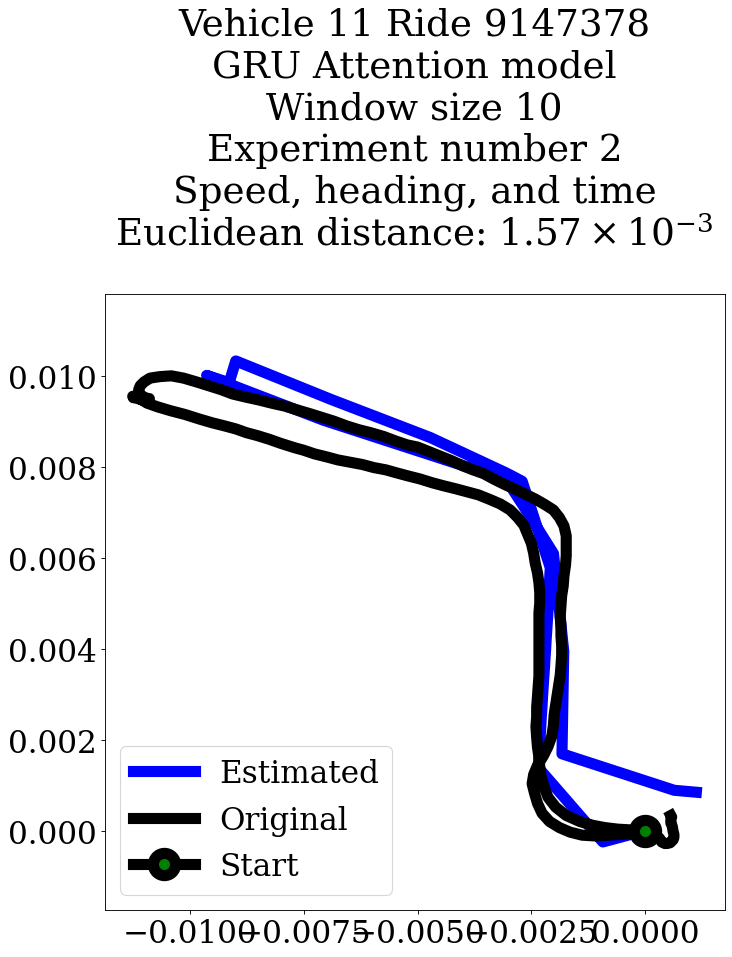 Vehicle 11 Ride 9147378
GRU Attention model
Window size 10
Experiment number 2
Speed, heading, and time
Euclidean distance: 1.57 × 10⁻³
0.010
0.008
0.006
0.004
0.002
0.000
Estimated
Original
Start
−0.0100 −0.0075 −0.0050 −0.0025 0.0000